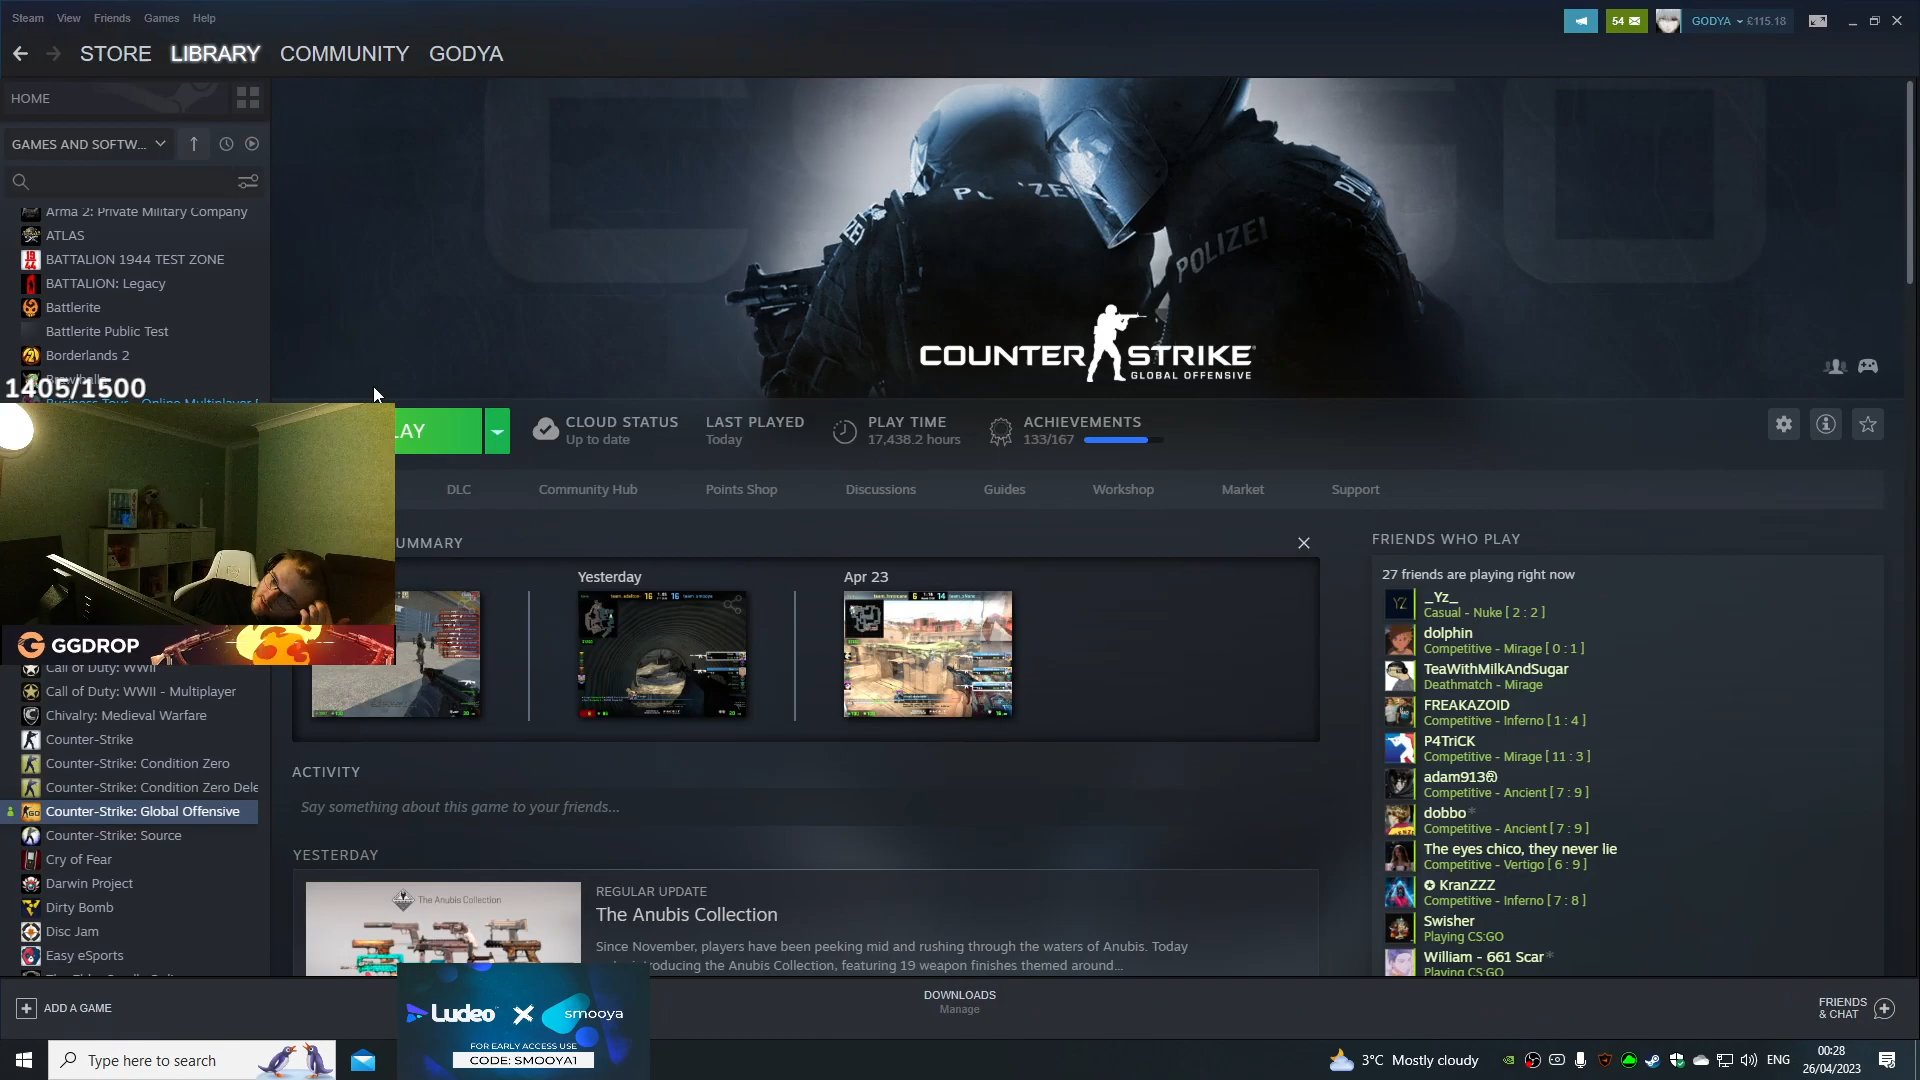 Steam View Friends Games Help
54 GODYA £115.18
STORE LIBRARY COMMUNITY GODYA
HOME
GAMES AND SOFTW...
Arma 2: Private Military Company
ATLAS
BATTALION 1944 TEST ZONE
BATTALION: Legacy
Battlerite
Battlerite Public Test
Borderlands 2
1405/1500
GGDROP
Call of Duty: WWII
Call of Duty: WWII - Multiplayer
Chivalry: Medieval Warfare
Counter-Strike
Counter-Strike: Condition Zero
Counter-Strike: Condition Zero Dele
Counter-Strike: Global Offensive
Counter-Strike: Source
Cry of Fear
Darwin Project
Dirty Bomb
Disc Jam
Easy eSports
POLIZEI
COUNTER STRIKE
GLOBAL OFFENSIVE
LAY
CLOUD STATUS
Up to date
LAST PLAYED
Today
PLAY TIME
17,438.2 hours
ACHIEVEMENTS
133/167
DLC Community Hub Points Shop Discussions Guides Workshop Market Support
UMMARY
Yesterday
Apr 23
ACTIVITY
Say something about this game to your friends...
YESTERDAY
The Anubis Collection
REGULAR UPDATE
The Anubis Collection
Since November, players have been peeking mid and rushing through the waters of Anubis. Today
introducing the Anubis Collection, featuring 19 weapon finishes themed around...
FRIENDS WHO PLAY
27 friends are playing right now
YZ
_Yz_
Casual - Nuke [ 2 : 2 ]
dolphin
Competitive - Mirage [ 0 : 1 ]
TeaWithMilkAndSugar
Deathmatch - Mirage
FREAKAZOID
Competitive - Inferno [ 1 : 4 ]
P4TriCK
Competitive - Mirage [ 11 : 3 ]
adam913®
Competitive - Ancient [ 7 : 9 ]
dobbo*
Competitive - Ancient [ 7 : 9 ]
The eyes chico, they never lie
Competitive - Vertigo [ 6 : 9 ]
✪ KranZZZ
Competitive - Inferno [ 7 : 8 ]
Swisher
Playing CS:GO
William - 661 Scar*
Playing CS:GO
ADD A GAME
DOWNLOADS
Manage
FRIENDS
& CHAT
Ludeo X smooya
FOR EARLY ACCESS USE
CODE: SMOOYA1
Type here to search
3°C Mostly cloudy
ENG
00:28
26/04/2023